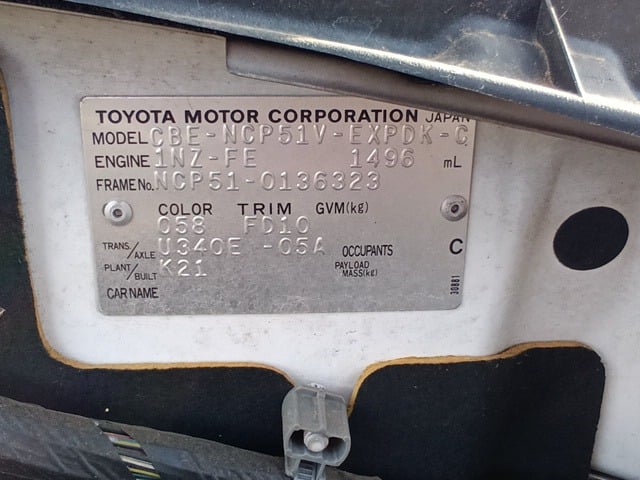 TOYOTA MOTOR CORPORATION JAPAN
MODEL CBE-NCP51V-EXPDK-G
ENGINE 1NZ-FE 1496 mL
FRAME No. NCP51-0136323
COLOR TRIM GVM(kg)
058 FD10
TRANS./AXLE U340E -05A OCCUPANTS C
PLANT/BUILT K21 PAYLOAD MASS(kg)
CAR NAME
30881